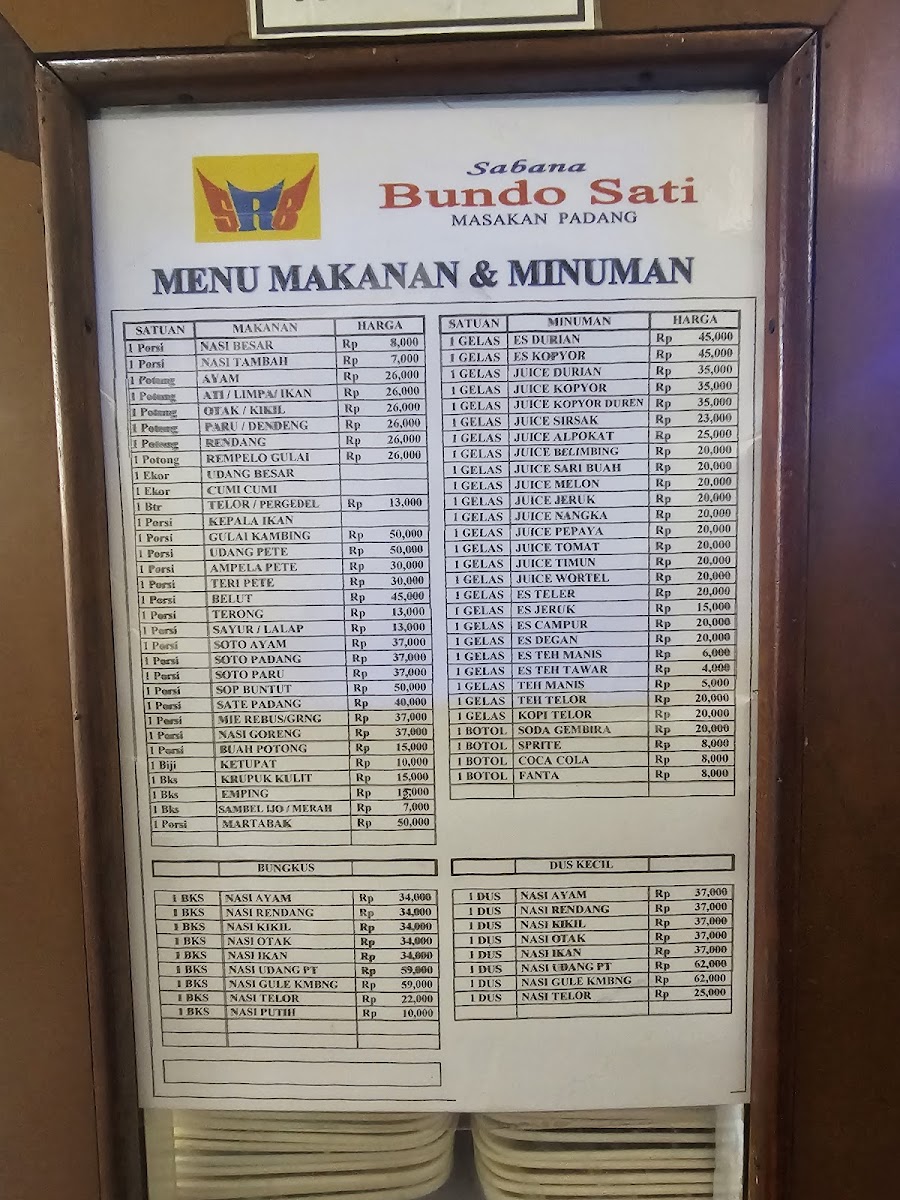 SRB
Sabana
Bundo Sati
MASAKAN PADANG
MENU MAKANAN & MINUMAN
SATUAN MAKANAN HARGA
1 Porsi NASI BESAR Rp 8,000
1 Porsi NASI TAMBAH Rp 7,000
1 Potong AYAM Rp 26,000
1 Potong ATI / LIMPA/ IKAN Rp 26,000
1 Potong OTAK / KIKIL Rp 26,000
1 Potong PARU / DENDENG Rp 26,000
1 Potong RENDANG Rp 26,000
1 Potong REMPELO GULAI Rp 26,000
1 Ekor UDANG BESAR
1 Ekor CUMI CUMI
1 Btr TELOR / PERGEDEL Rp 13,000
1 Porsi KEPALA IKAN
1 Porsi GULAI KAMBING Rp 50,000
1 Porsi UDANG PETE Rp 50,000
1 Porsi AMPELA PETE Rp 30,000
1 Porsi TERI PETE Rp 30,000
1 Porsi BELUT Rp 45,000
1 Porsi TERONG Rp 13,000
1 Porsi SAYUR / LALAP Rp 13,000
1 Porsi SOTO AYAM Rp 37,000
1 Porsi SOTO PADANG Rp 37,000
1 Porsi SOTO PARU Rp 37,000
1 Porsi SOP BUNTUT Rp 50,000
1 Porsi SATE PADANG Rp 40,000
1 Porsi MIE REBUS/GRNG Rp 37,000
1 Porsi NASI GORENG Rp 37,000
1 Porsi BUAH POTONG Rp 15,000
1 Biji KETUPAT Rp 10,000
1 Bks KRUPUK KULIT Rp 15,000
1 Bks EMPING Rp 15,000
1 Bks SAMBEL IJO / MERAH Rp 7,000
1 Porsi MARTABAK Rp 50,000
SATUAN MINUMAN HARGA
1 GELAS ES DURIAN Rp 45,000
1 GELAS ES KOPYOR Rp 45,000
1 GELAS JUICE DURIAN Rp 35,000
1 GELAS JUICE KOPYOR Rp 35,000
1 GELAS JUICE KOPYOR DUREN Rp 35,000
1 GELAS JUICE SIRSAK Rp 23,000
1 GELAS JUICE ALPOKAT Rp 25,000
1 GELAS JUICE BELIMBING Rp 20,000
1 GELAS JUICE SARI BUAH Rp 20,000
1 GELAS JUICE MELON Rp 20,000
1 GELAS JUICE JERUK Rp 20,000
1 GELAS JUICE NANGKA Rp 20,000
1 GELAS JUICE PEPAYA Rp 20,000
1 GELAS JUICE TOMAT Rp 20,000
1 GELAS JUICE TIMUN Rp 20,000
1 GELAS JUICE WORTEL Rp 20,000
1 GELAS ES TELER Rp 20,000
1 GELAS ES JERUK Rp 15,000
1 GELAS ES CAMPUR Rp 20,000
1 GELAS ES DEGAN Rp 20,000
1 GELAS ES TEH MANIS Rp 6,000
1 GELAS ES TEH TAWAR Rp 4,000
1 GELAS TEH MANIS Rp 5,000
1 GELAS TEH TELOR Rp 20,000
1 GELAS KOPI TELOR Rp 20,000
1 BOTOL SODA GEMBIRA Rp 20,000
1 BOTOL SPRITE Rp 8,000
1 BOTOL COCA COLA Rp 8,000
1 BOTOL FANTA Rp 8,000
BUNGKUS
1 BKS NASI AYAM Rp 34,000
1 BKS NASI RENDANG Rp 34,000
1 BKS NASI KIKIL Rp 34,000
1 BKS NASI OTAK Rp 34,000
1 BKS NASI IKAN Rp 34,000
1 BKS NASI UDANG PT Rp 59,000
1 BKS NASI GULE KMBNG Rp 59,000
1 BKS NASI TELOR Rp 22,000
1 BKS NASI PUTIH Rp 10,000
DUS KECIL
1 DUS NASI AYAM Rp 37,000
1 DUS NASI RENDANG Rp 37,000
1 DUS NASI KIKIL Rp 37,000
1 DUS NASI OTAK Rp 37,000
1 DUS NASI IKAN Rp 37,000
1 DUS NASI UDANG PT Rp 62,000
1 DUS NASI GULE KMBNG Rp 62,000
1 DUS NASI TELOR Rp 25,000